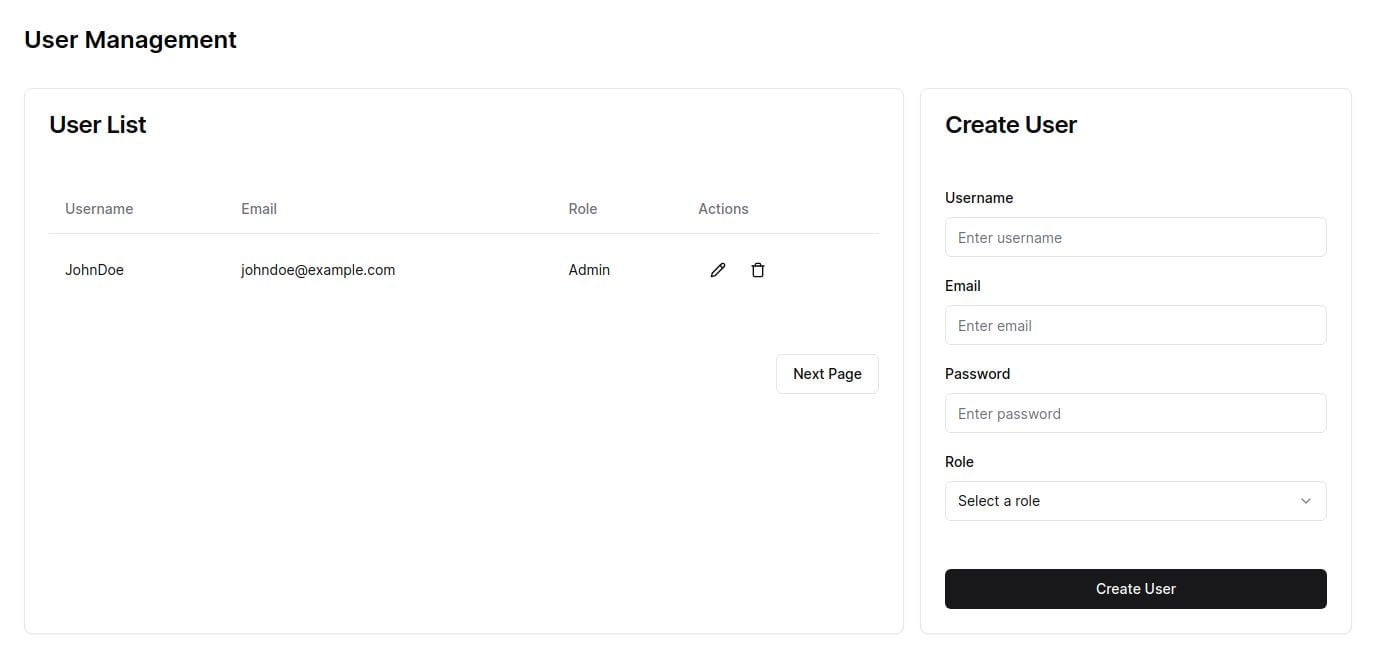 User Management
User List
Username Email Role Actions
JohnDoe johndoe@example.com Admin
Next Page
Create User
Username
Enter username
Email
Enter email
Password
Enter password
Role
Select a role
Create User